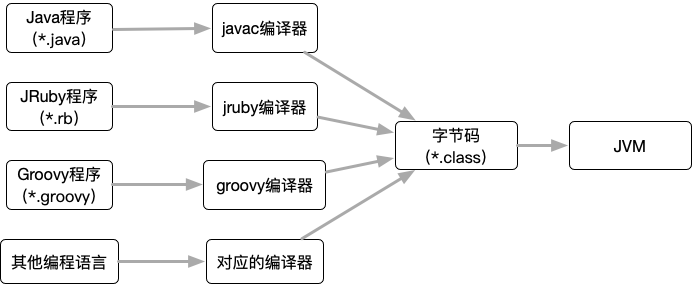 Java程序
(*.java)
javac编译器
JRuby程序
(*.rb)
jruby编译器
字节码
(*.class)
JVM
Groovy程序
(*.groovy)
groovy编译器
其他编程语言
对应的编译器